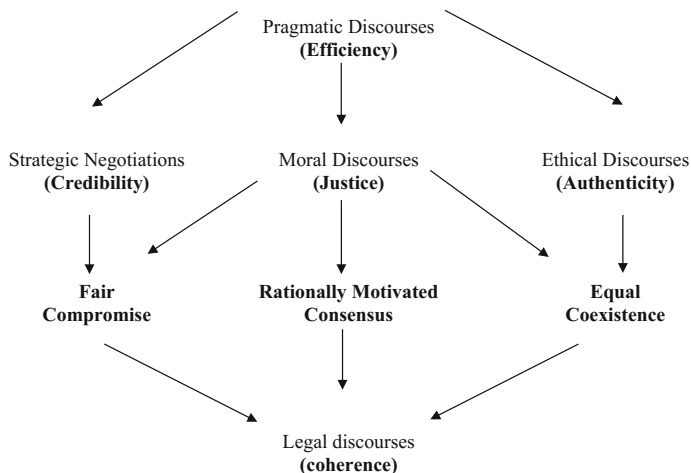 Pragmatic Discourses
(Efficiency)
Strategic Negotiations
(Credibility)
Moral Discourses
(Justice)
Ethical Discourses
(Authenticity)
Fair
Compromise
Rationally Motivated
Consensus
Equal
Coexistence
Legal discourses
(coherence)